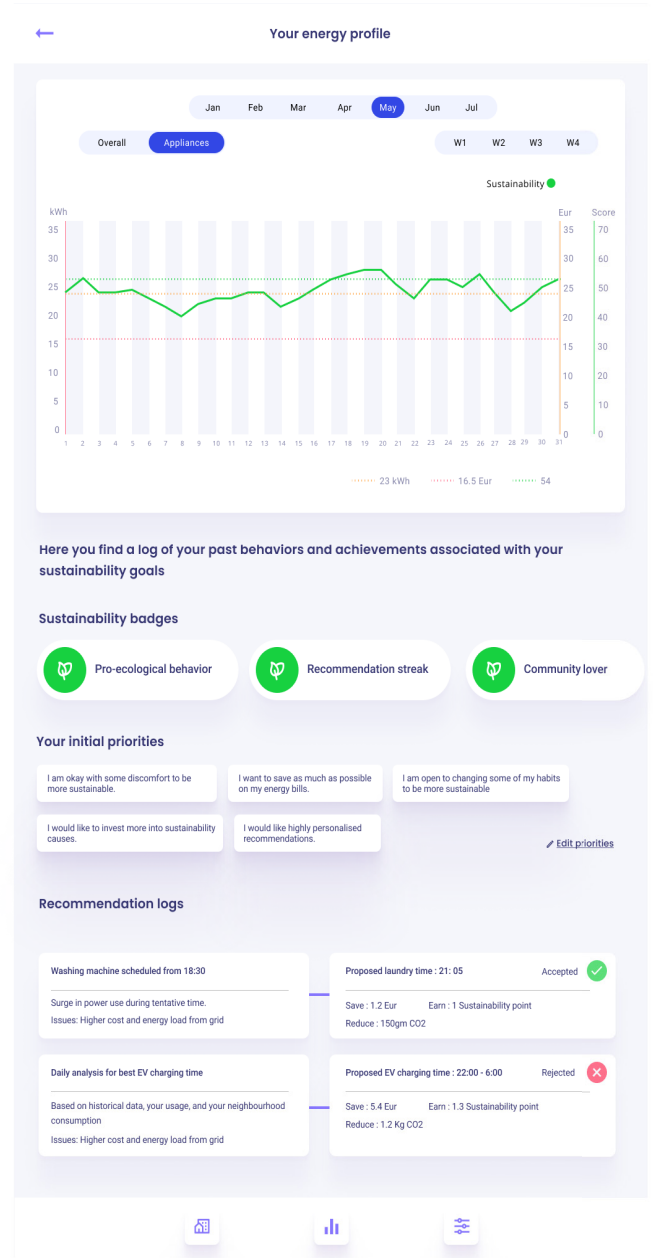 Your energy profile
Jan Feb Mar Apr May Jun Jul
Overall Appliances W1 W2 W3 W4
Sustainability
kWh Eur Score
35 35 70
30 30 60
25 25 50
20 20 40
15 15 30
10 10 20
5 5 10
0 0 0
1 2 3 4 5 6 7 8 9 10 11 12 13 14 15 16 17 18 19 20 21 22 23 24 25 26 27 28 29 30 31
23 kWh 16.5 Eur 54
Here you find a log of your past behaviors and achievements associated with your
sustainability goals
Sustainability badges
Pro-ecological behavior Recommendation streak Community lover
Your initial priorities
I am okay with some discomfort to be
more sustainable.
I want to save as much as possible
on my energy bills.
I am open to changing some of my habits
to be more sustainable
I would like to invest more into sustainability
causes.
I would like highly personalised
recommendations.
Edit priorities
Recommendation logs
Washing machine scheduled from 18:30
Surge in power use during tentative time.
Issues: Higher cost and energy load from grid
Proposed laundry time : 21: 05 Accepted
Save : 1.2 Eur Earn : 1 Sustainability point
Reduce : 150gm CO2
Daily analysis for best EV charging time
Based on historical data, your usage, and your neighbourhood
consumption
Issues: Higher cost and energy load from grid
Proposed EV charging time : 22:00 - 6:00 Rejected
Save : 5.4 Eur Earn : 1.3 Sustainability point
Reduce : 1.2 Kg CO2